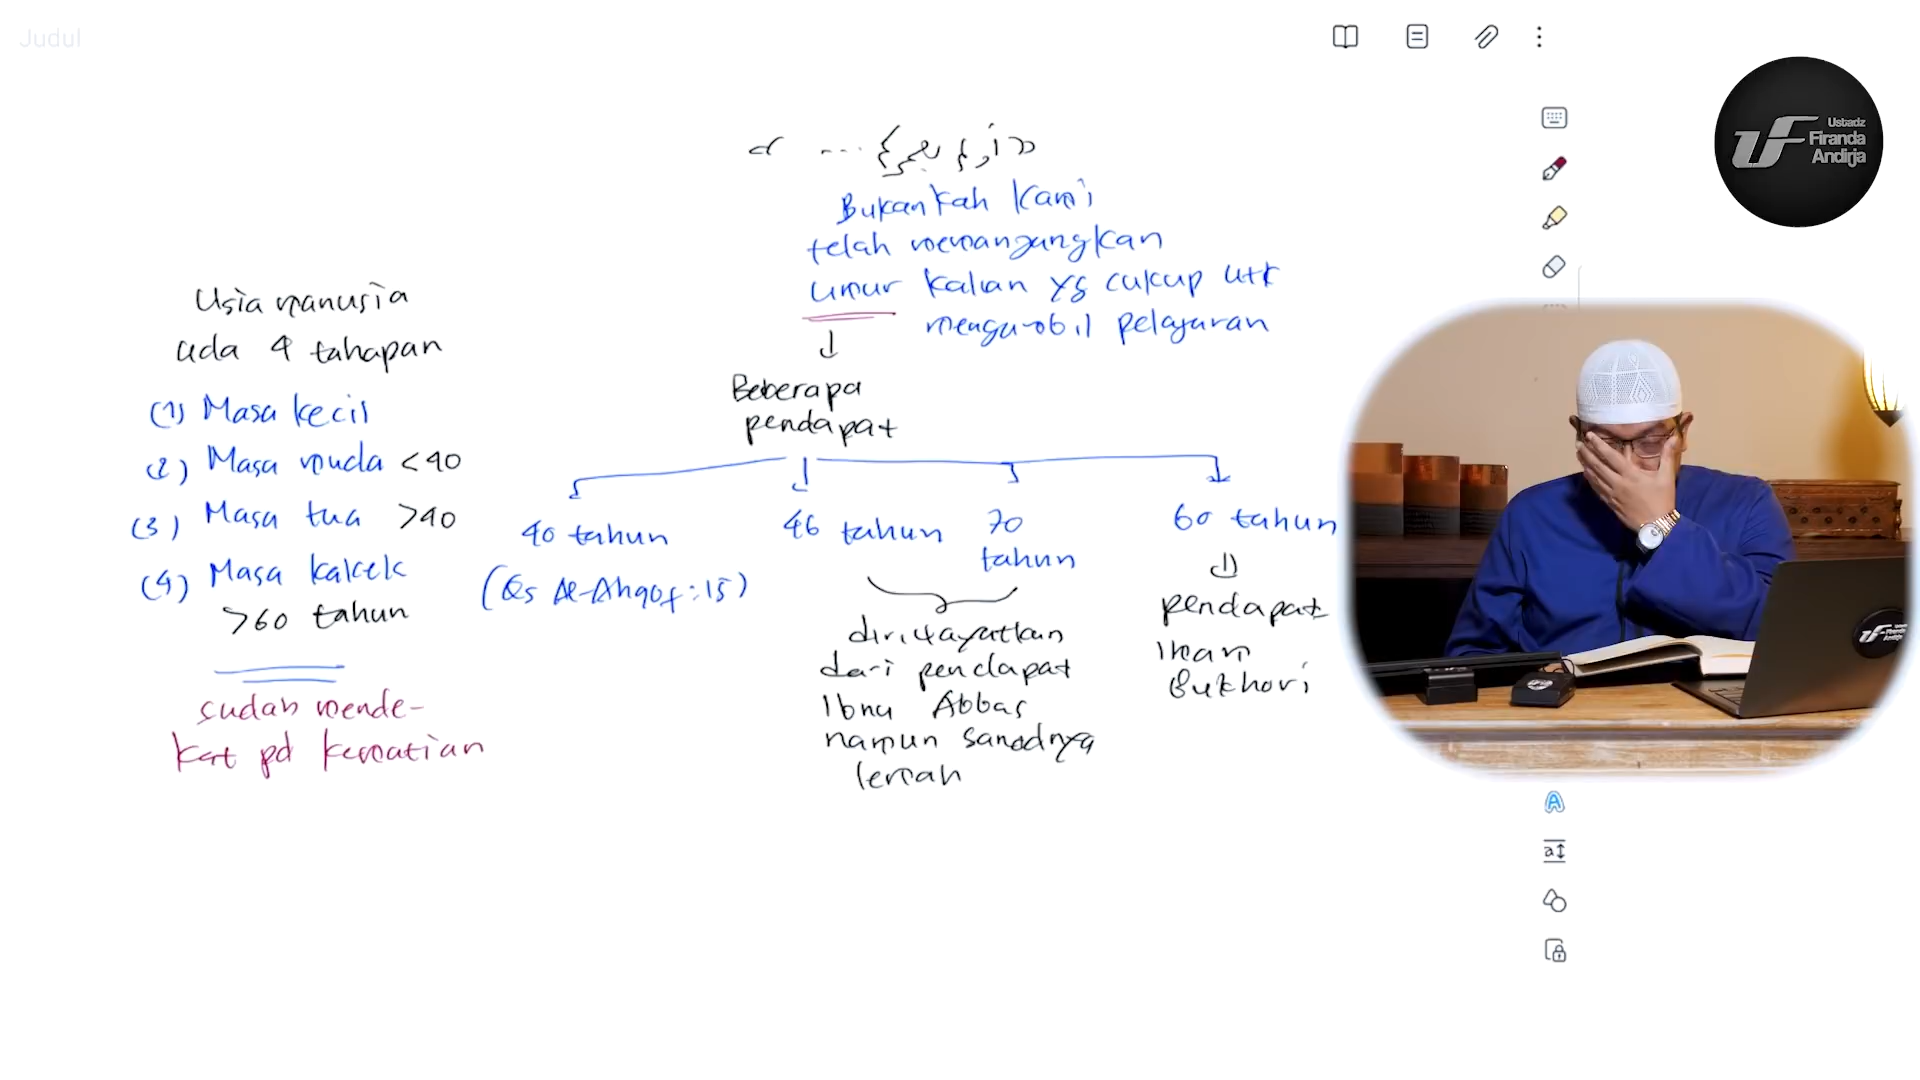 Judul
Ustadz
Firanda
Andirja
Bukankah Kami
telah memanjangkan
umur kalian yg cukup utk
mengambil pelajaran
Beberapa
pendapat
40 tahun
(Qs Al-Ahqof:15)
46 tahun
70
tahun
diriwayatkan
dari pendapat
Ibnu Abbas
namun sanadnya
lemah
60 tahun
pendapat
Imam
Bukhori
Usia manusia
ada 4 tahapan
(1) Masa kecil
(2) Masa muda <40
(3) Masa tua >40
(4) Masa kakek
>60 tahun
sudah mende-
kat pd kematian